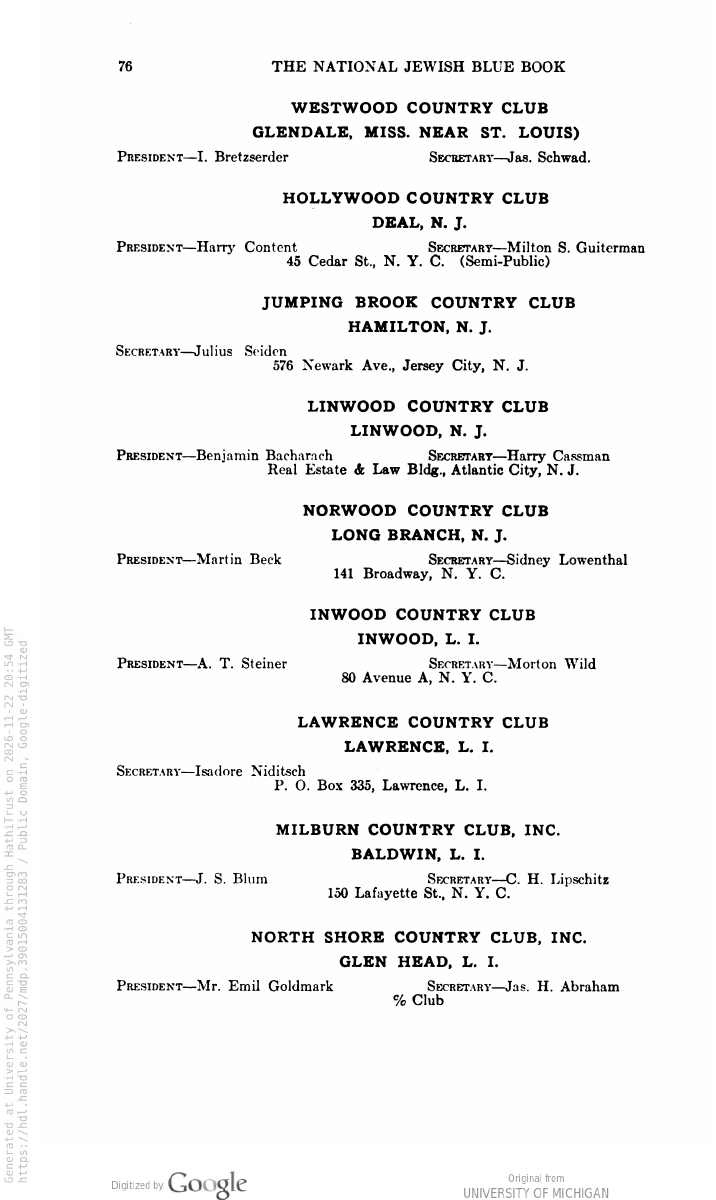 76 THE NATIONAL JEWISH BLUE BOOK
WESTWOOD COUNTRY CLUB
GLENDALE, MISS. NEAR ST. LOUIS)
PRESIDENT—I. Bretzserder SECRETARY—Jas. Schwad.
HOLLYWOOD COUNTRY CLUB
DEAL, N. J.
PRESIDENT—Harry Content SECRETARY—Milton S. Guiterman
45 Cedar St., N. Y. C. (Semi-Public)
JUMPING BROOK COUNTRY CLUB
HAMILTON, N. J.
SECRETARY—Julius Seiden
576 Newark Ave., Jersey City, N. J.
LINWOOD COUNTRY CLUB
LINWOOD, N. J.
PRESIDENT—Benjamin Bacharach SECRETARY—Harry Cassman
Real Estate & Law Bldg., Atlantic City, N. J.
NORWOOD COUNTRY CLUB
LONG BRANCH, N. J.
PRESIDENT—Martin Beck SECRETARY—Sidney Lowenthal
141 Broadway, N. Y. C.
INWOOD COUNTRY CLUB
INWOOD, L. I.
PRESIDENT—A. T. Steiner SECRETARY—Morton Wild
80 Avenue A, N. Y. C.
LAWRENCE COUNTRY CLUB
LAWRENCE, L. I.
SECRETARY—Isadore Niditsch
P. O. Box 335, Lawrence, L. I.
MILBURN COUNTRY CLUB, INC.
BALDWIN, L. I.
PRESIDENT—J. S. Blum SECRETARY—C. H. Lipschitz
150 Lafayette St., N. Y. C.
NORTH SHORE COUNTRY CLUB, INC.
GLEN HEAD, L. I.
PRESIDENT—Mr. Emil Goldmark SECRETARY—Jas. H. Abraham
% Club
Generated at University of Pennsylvania through HathiTrust on 2026-11-22 20:54 GMT
https://hdl.handle.net/2027/mdp.39015004131283 / Public Domain, Google-digitized
Digitized by Google
Original from
UNIVERSITY OF MICHIGAN